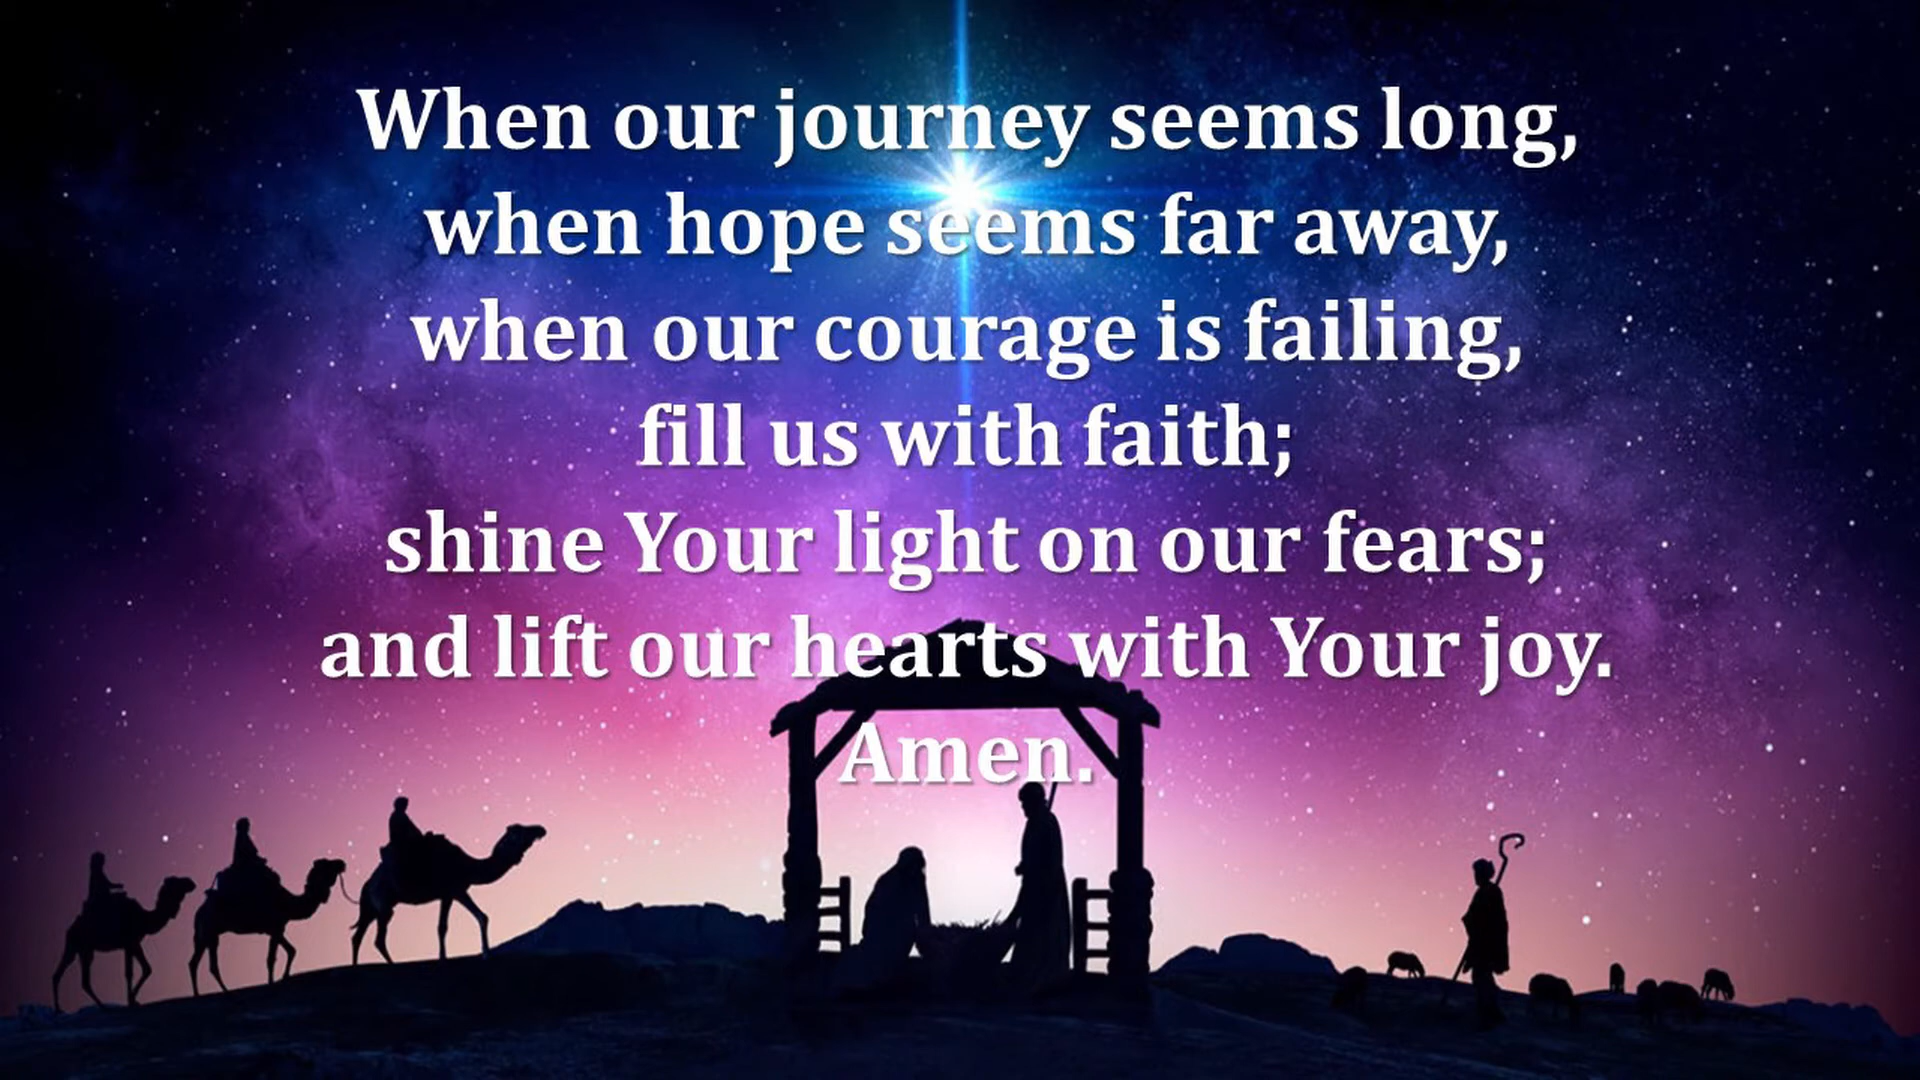 When our journey seems long,
when hope seems far away,
when our courage is failing,
fill us with faith;
shine Your light on our fears;
and lift our hearts with Your joy.
Amen.